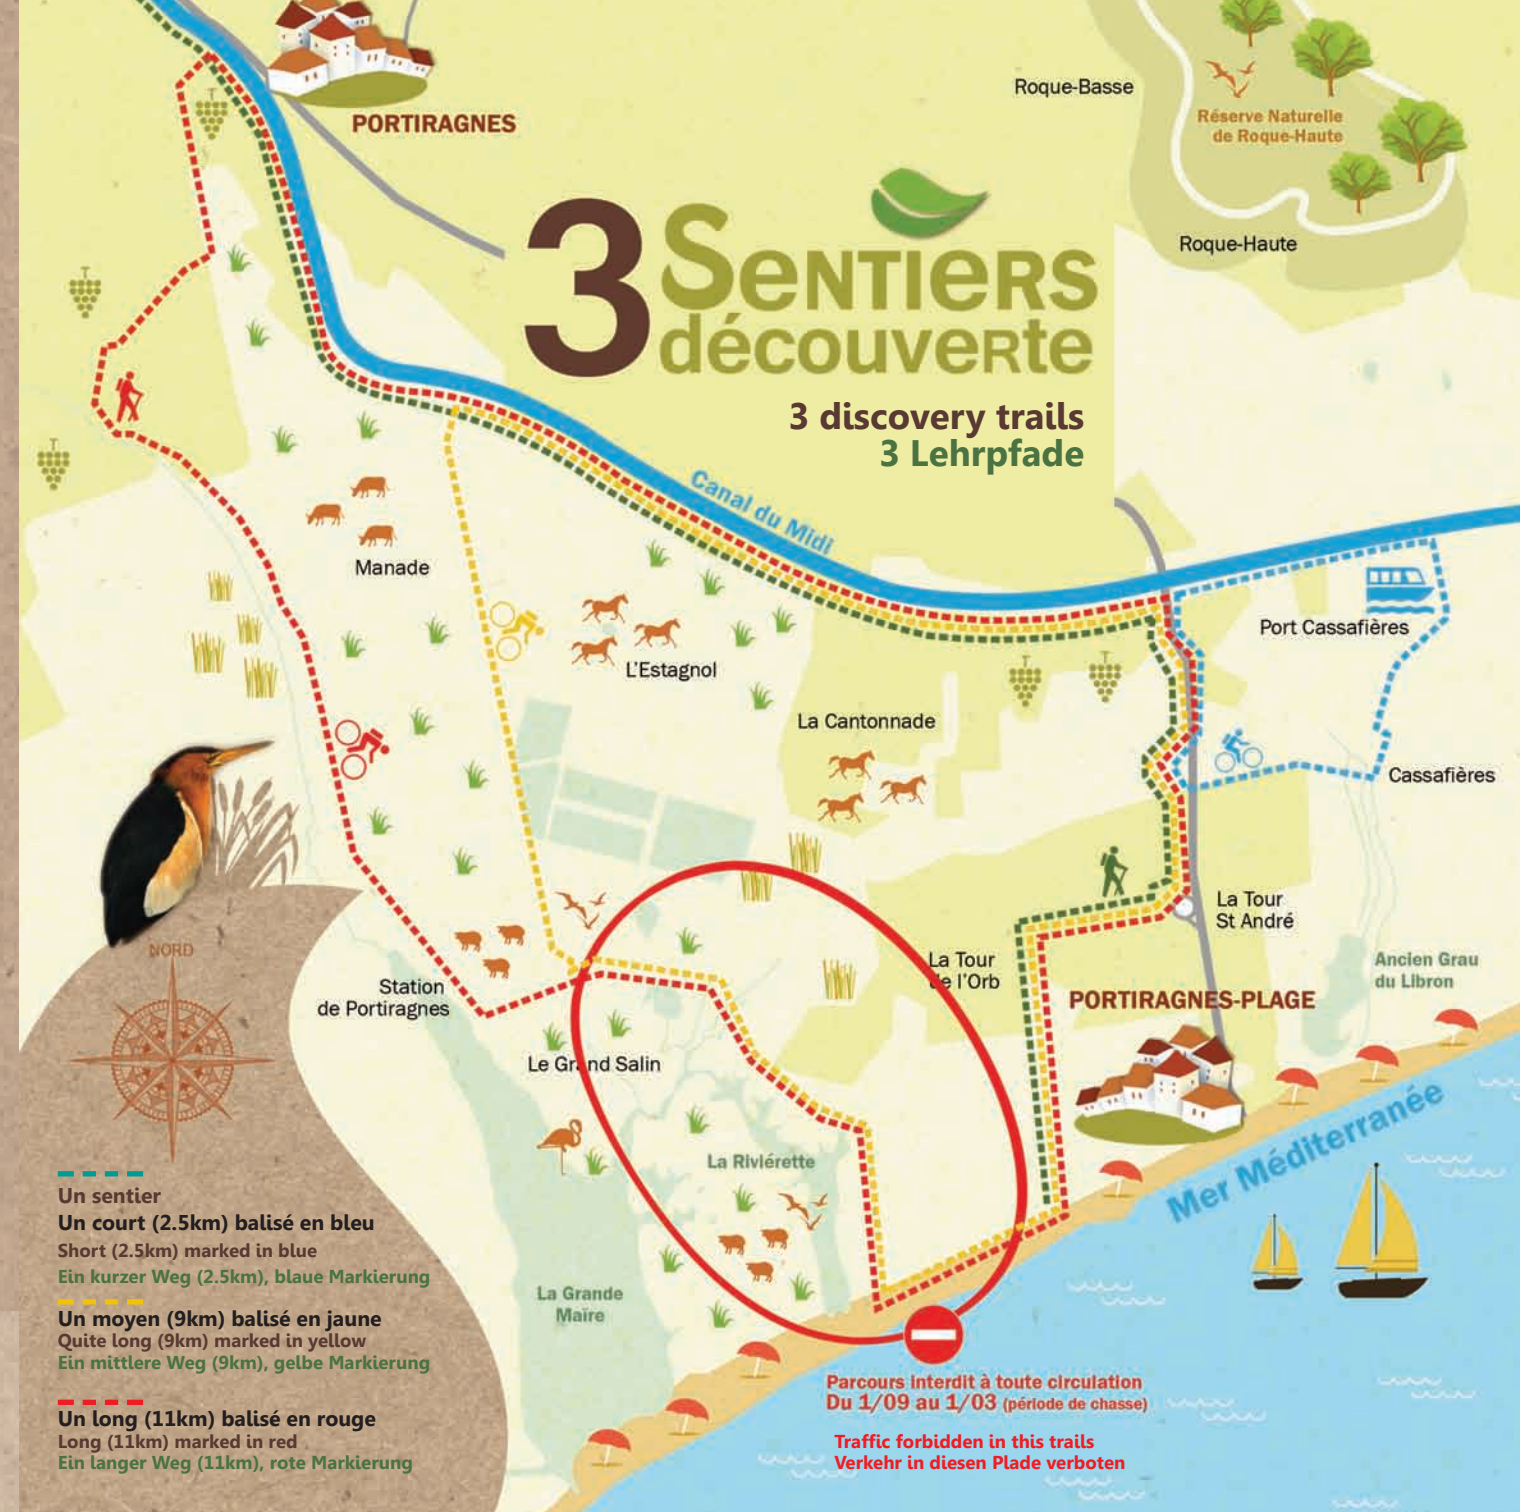 PORTIRAGNES
Roque-Basse
Réserve Naturelle
de Roque-Haute
Roque-Haute
3 Sentiers
découverte
3 discovery trails
3 Lehrpfade
Canal du Midi
Manade
L'Estagnol
Port Cassafières
La Cantonnade
Cassafières
La Tour
St André
NORD
Station
de Portiragnes
La Tour
de l'Orb
Ancien Grau
du Libron
PORTIRAGNES-PLAGE
Le Grand Salin
Mer Méditerranée
La Riviérette
La Grande
Maïre
Un sentier
Un court (2.5km) balisé en bleu
Short (2.5km) marked in blue
Ein kurzer Weg (2.5km), blaue Markierung
Un moyen (9km) balisé en jaune
Quite long (9km) marked in yellow
Ein mittlere Weg (9km), gelbe Markierung
Un long (11km) balisé en rouge
Long (11km) marked in red
Ein langer Weg (11km), rote Markierung
Parcours interdit à toute circulation
Du 1/09 au 1/03 (période de chasse)
Traffic forbidden in this trails
Verkehr in diesen Plade verboten